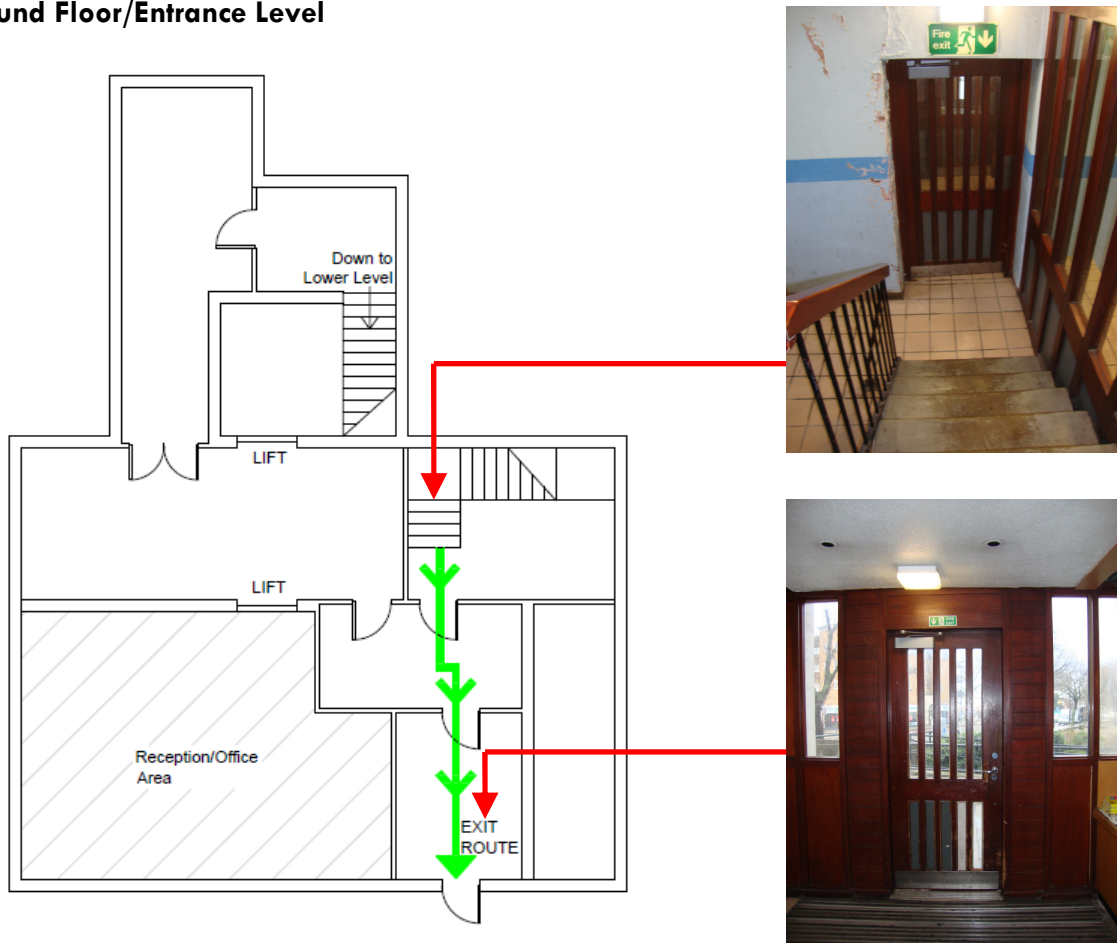 und Floor/Entrance Level
Fire
exit
Down to
Lower Level
LIFT
LIFT
Reception/Office
Area
EXIT
ROUTE